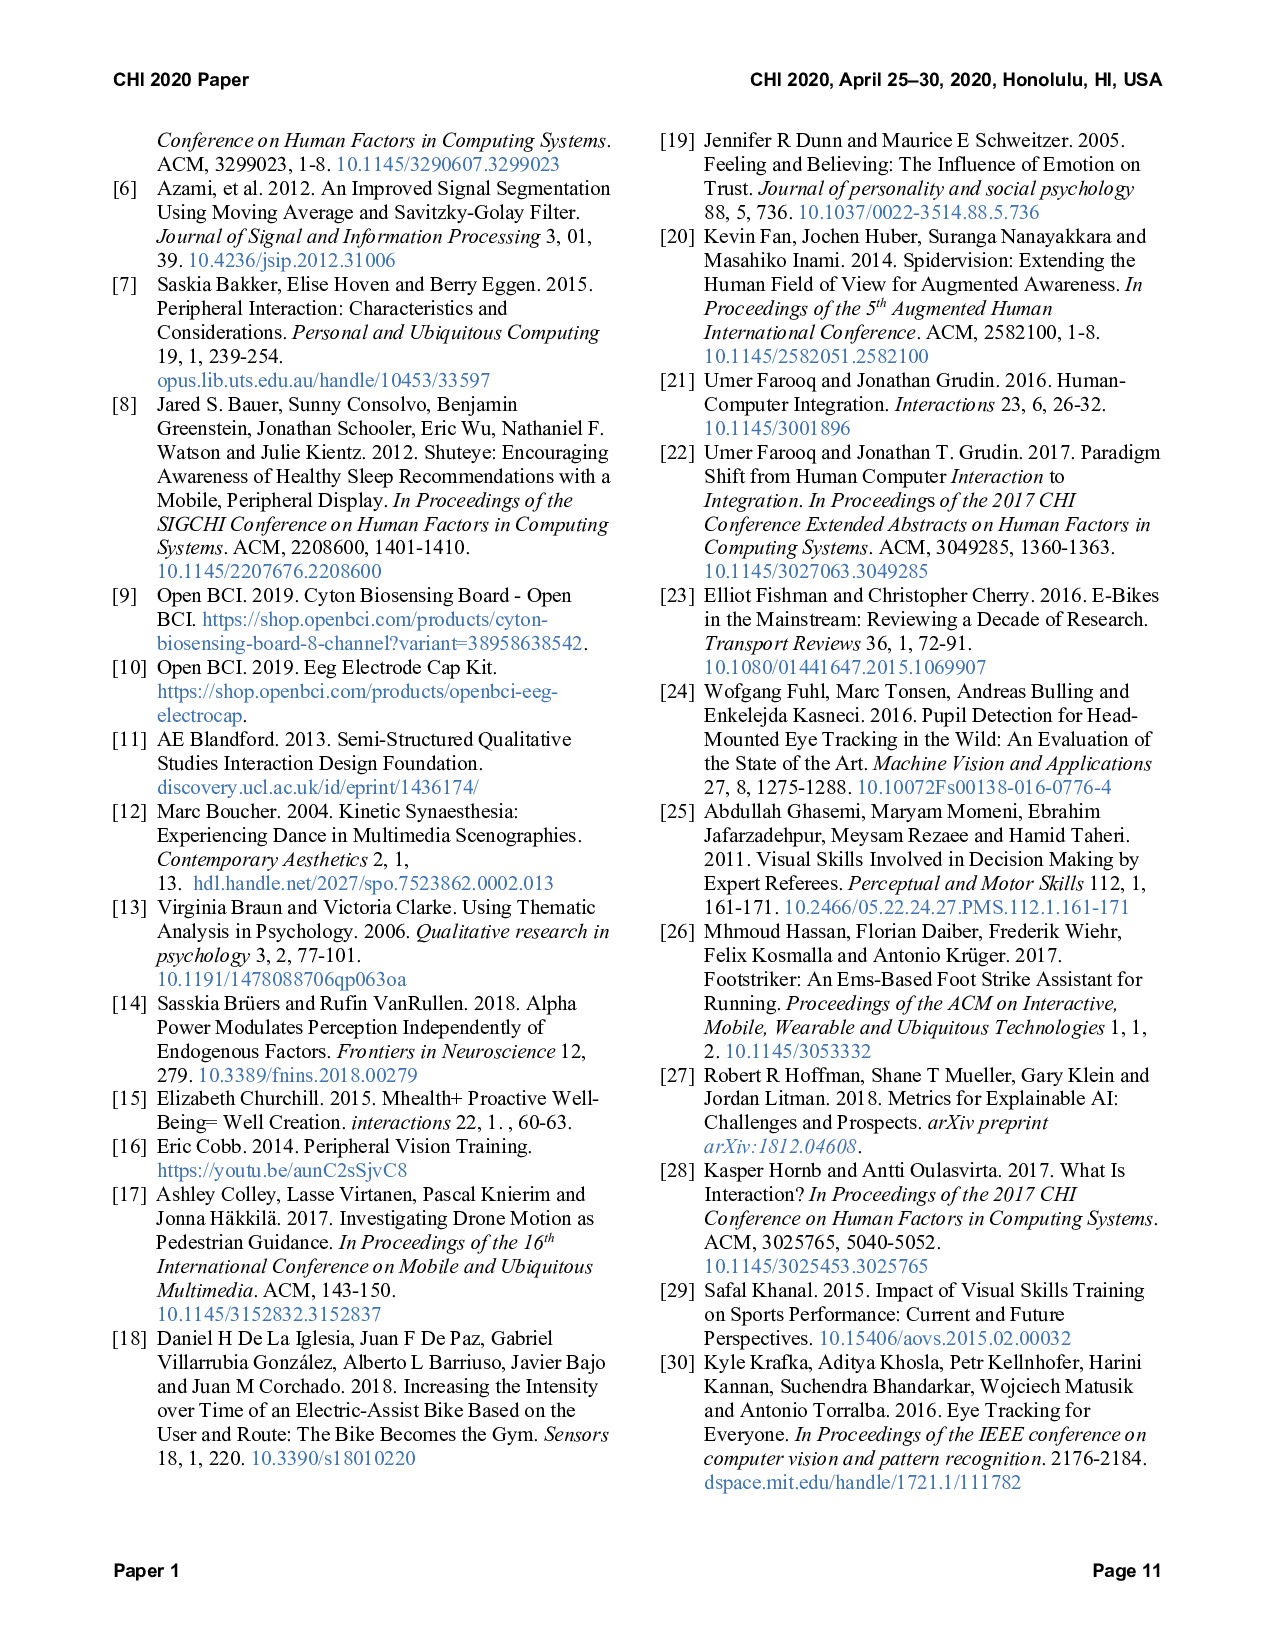 CHI 2020 Paper
CHI 2020, April 25–30, 2020, Honolulu, HI, USA
Conference on Human Factors in Computing Systems.
ACM, 3299023, 1-8. 10.1145/3290607.3299023
[6] Azami, et al. 2012. An Improved Signal Segmentation
Using Moving Average and Savitzky-Golay Filter.
Journal of Signal and Information Processing 3, 01,
39. 10.4236/jsip.2012.31006
[7] Saskia Bakker, Elise Hoven and Berry Eggen. 2015.
Peripheral Interaction: Characteristics and
Considerations. Personal and Ubiquitous Computing
19, 1, 239-254.
opus.lib.uts.edu.au/handle/10453/33597
[8] Jared S. Bauer, Sunny Consolvo, Benjamin
Greenstein, Jonathan Schooler, Eric Wu, Nathaniel F.
Watson and Julie Kientz. 2012. Shuteye: Encouraging
Awareness of Healthy Sleep Recommendations with a
Mobile, Peripheral Display. In Proceedings of the
SIGCHI Conference on Human Factors in Computing
Systems. ACM, 2208600, 1401-1410.
10.1145/2207676.2208600
[9] Open BCI. 2019. Cyton Biosensing Board - Open
BCI. https://shop.openbci.com/products/cyton-
biosensing-board-8-channel?variant=38958638542.
[10] Open BCI. 2019. Eeg Electrode Cap Kit.
https://shop.openbci.com/products/openbci-eeg-
electrocap.
[11] AE Blandford. 2013. Semi-Structured Qualitative
Studies Interaction Design Foundation.
discovery.ucl.ac.uk/id/eprint/1436174/
[12] Marc Boucher. 2004. Kinetic Synaesthesia:
Experiencing Dance in Multimedia Scenographies.
Contemporary Aesthetics 2, 1,
13. hdl.handle.net/2027/spo.7523862.0002.013
[13] Virginia Braun and Victoria Clarke. Using Thematic
Analysis in Psychology. 2006. Qualitative research in
psychology 3, 2, 77-101.
10.1191/1478088706qp063oa
[14] Sasskia Brüers and Rufin VanRullen. 2018. Alpha
Power Modulates Perception Independently of
Endogenous Factors. Frontiers in Neuroscience 12,
279. 10.3389/fnins.2018.00279
[15] Elizabeth Churchill. 2015. Mhealth+ Proactive Well-
Being= Well Creation. interactions 22, 1. , 60-63.
[16] Eric Cobb. 2014. Peripheral Vision Training.
https://youtu.be/aunC2sSjvC8
[17] Ashley Colley, Lasse Virtanen, Pascal Knierim and
Jonna Häkkilä. 2017. Investigating Drone Motion as
Pedestrian Guidance. In Proceedings of the 16th
International Conference on Mobile and Ubiquitous
Multimedia. ACM, 143-150.
10.1145/3152832.3152837
[18] Daniel H De La Iglesia, Juan F De Paz, Gabriel
Villarrubia González, Alberto L Barriuso, Javier Bajo
and Juan M Corchado. 2018. Increasing the Intensity
over Time of an Electric-Assist Bike Based on the
User and Route: The Bike Becomes the Gym. Sensors
18, 1, 220. 10.3390/s18010220
[19] Jennifer R Dunn and Maurice E Schweitzer. 2005.
Feeling and Believing: The Influence of Emotion on
Trust. Journal of personality and social psychology
88, 5, 736. 10.1037/0022-3514.88.5.736
[20] Kevin Fan, Jochen Huber, Suranga Nanayakkara and
Masahiko Inami. 2014. Spidervision: Extending the
Human Field of View for Augmented Awareness. In
Proceedings of the 5th Augmented Human
International Conference. ACM, 2582100, 1-8.
10.1145/2582051.2582100
[21] Umer Farooq and Jonathan Grudin. 2016. Human-
Computer Integration. Interactions 23, 6, 26-32.
10.1145/3001896
[22] Umer Farooq and Jonathan T. Grudin. 2017. Paradigm
Shift from Human Computer Interaction to
Integration. In Proceedings of the 2017 CHI
Conference Extended Abstracts on Human Factors in
Computing Systems. ACM, 3049285, 1360-1363.
10.1145/3027063.3049285
[23] Elliot Fishman and Christopher Cherry. 2016. E-Bikes
in the Mainstream: Reviewing a Decade of Research.
Transport Reviews 36, 1, 72-91.
10.1080/01441647.2015.1069907
[24] Wofgang Fuhl, Marc Tonsen, Andreas Bulling and
Enkelejda Kasneci. 2016. Pupil Detection for Head-
Mounted Eye Tracking in the Wild: An Evaluation of
the State of the Art. Machine Vision and Applications
27, 8, 1275-1288. 10.10072Fs00138-016-0776-4
[25] Abdullah Ghasemi, Maryam Momeni, Ebrahim
Jafarzadehpur, Meysam Rezaee and Hamid Taheri.
2011. Visual Skills Involved in Decision Making by
Expert Referees. Perceptual and Motor Skills 112, 1,
161-171. 10.2466/05.22.24.27.PMS.112.1.161-171
[26] Mhmoud Hassan, Florian Daiber, Frederik Wiehr,
Felix Kosmalla and Antonio Krüger. 2017.
Footstriker: An Ems-Based Foot Strike Assistant for
Running. Proceedings of the ACM on Interactive,
Mobile, Wearable and Ubiquitous Technologies 1, 1,
2. 10.1145/3053332
[27] Robert R Hoffman, Shane T Mueller, Gary Klein and
Jordan Litman. 2018. Metrics for Explainable AI:
Challenges and Prospects. arXiv preprint
arXiv:1812.04608.
[28] Kasper Hornb and Antti Oulasvirta. 2017. What Is
Interaction? In Proceedings of the 2017 CHI
Conference on Human Factors in Computing Systems.
ACM, 3025765, 5040-5052.
10.1145/3025453.3025765
[29] Safal Khanal. 2015. Impact of Visual Skills Training
on Sports Performance: Current and Future
Perspectives. 10.15406/aovs.2015.02.00032
[30] Kyle Krafka, Aditya Khosla, Petr Kellnhofer, Harini
Kannan, Suchendra Bhandarkar, Wojciech Matusik
and Antonio Torralba. 2016. Eye Tracking for
Everyone. In Proceedings of the IEEE conference on
computer vision and pattern recognition. 2176-2184.
dspace.mit.edu/handle/1721.1/111782
Paper 1
Page 11